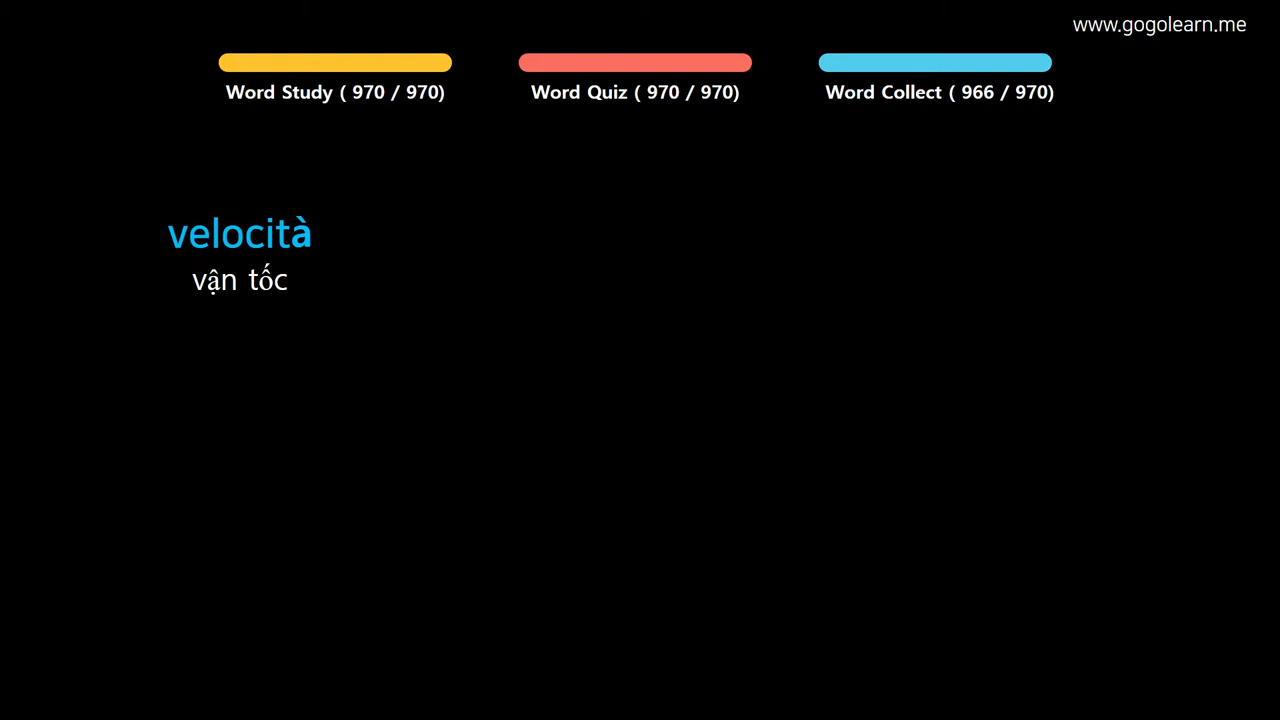 www.gogolearn.me
Word Study ( 970 / 970)
Word Quiz ( 970 / 970)
Word Collect ( 966 / 970)
velocità
vận tốc